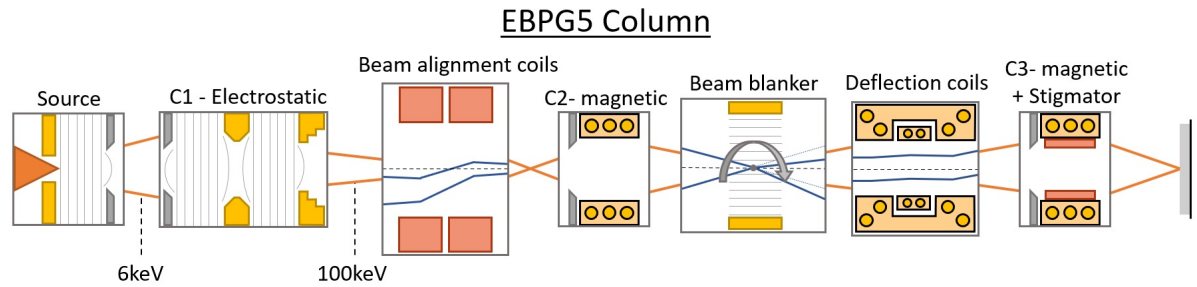 EBPG5 Column
Source
C1 - Electrostatic
Beam alignment coils
C2- magnetic
Beam blanker
Deflection coils
C3- magnetic
+ Stigmator
6keV
100keV